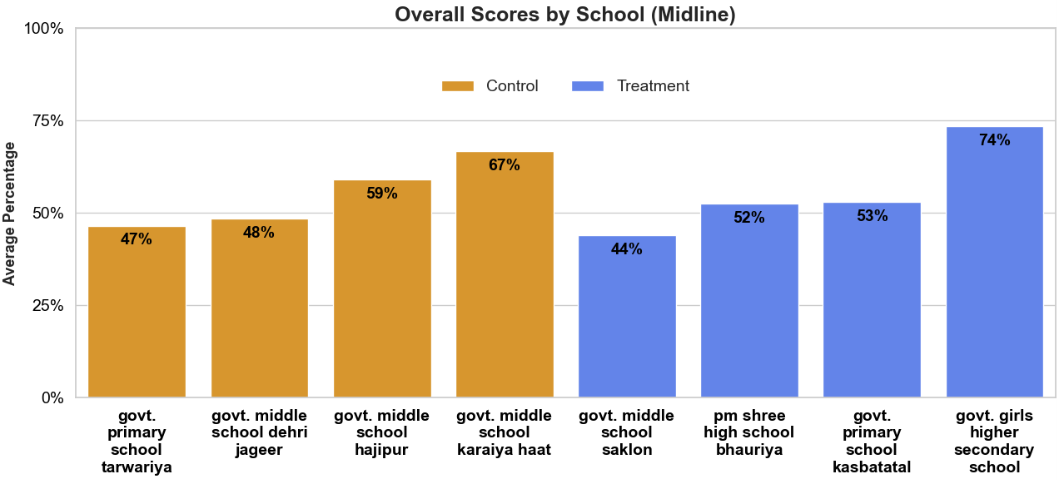 Overall Scores by School (Midline)
Average Percentage
100%
75%
50%
25%
0%
Control
Treatment
47%
48%
59%
67%
44%
52%
53%
74%
govt.
primary
school
tarwariya
govt. middle
school dehri
jageer
govt. middle
school
hajipur
govt. middle
school
karaiya haat
govt. middle
school
saklon
pm shree
high school
bhauriya
govt.
primary
school
kasbatatal
govt. girls
higher
secondary
school